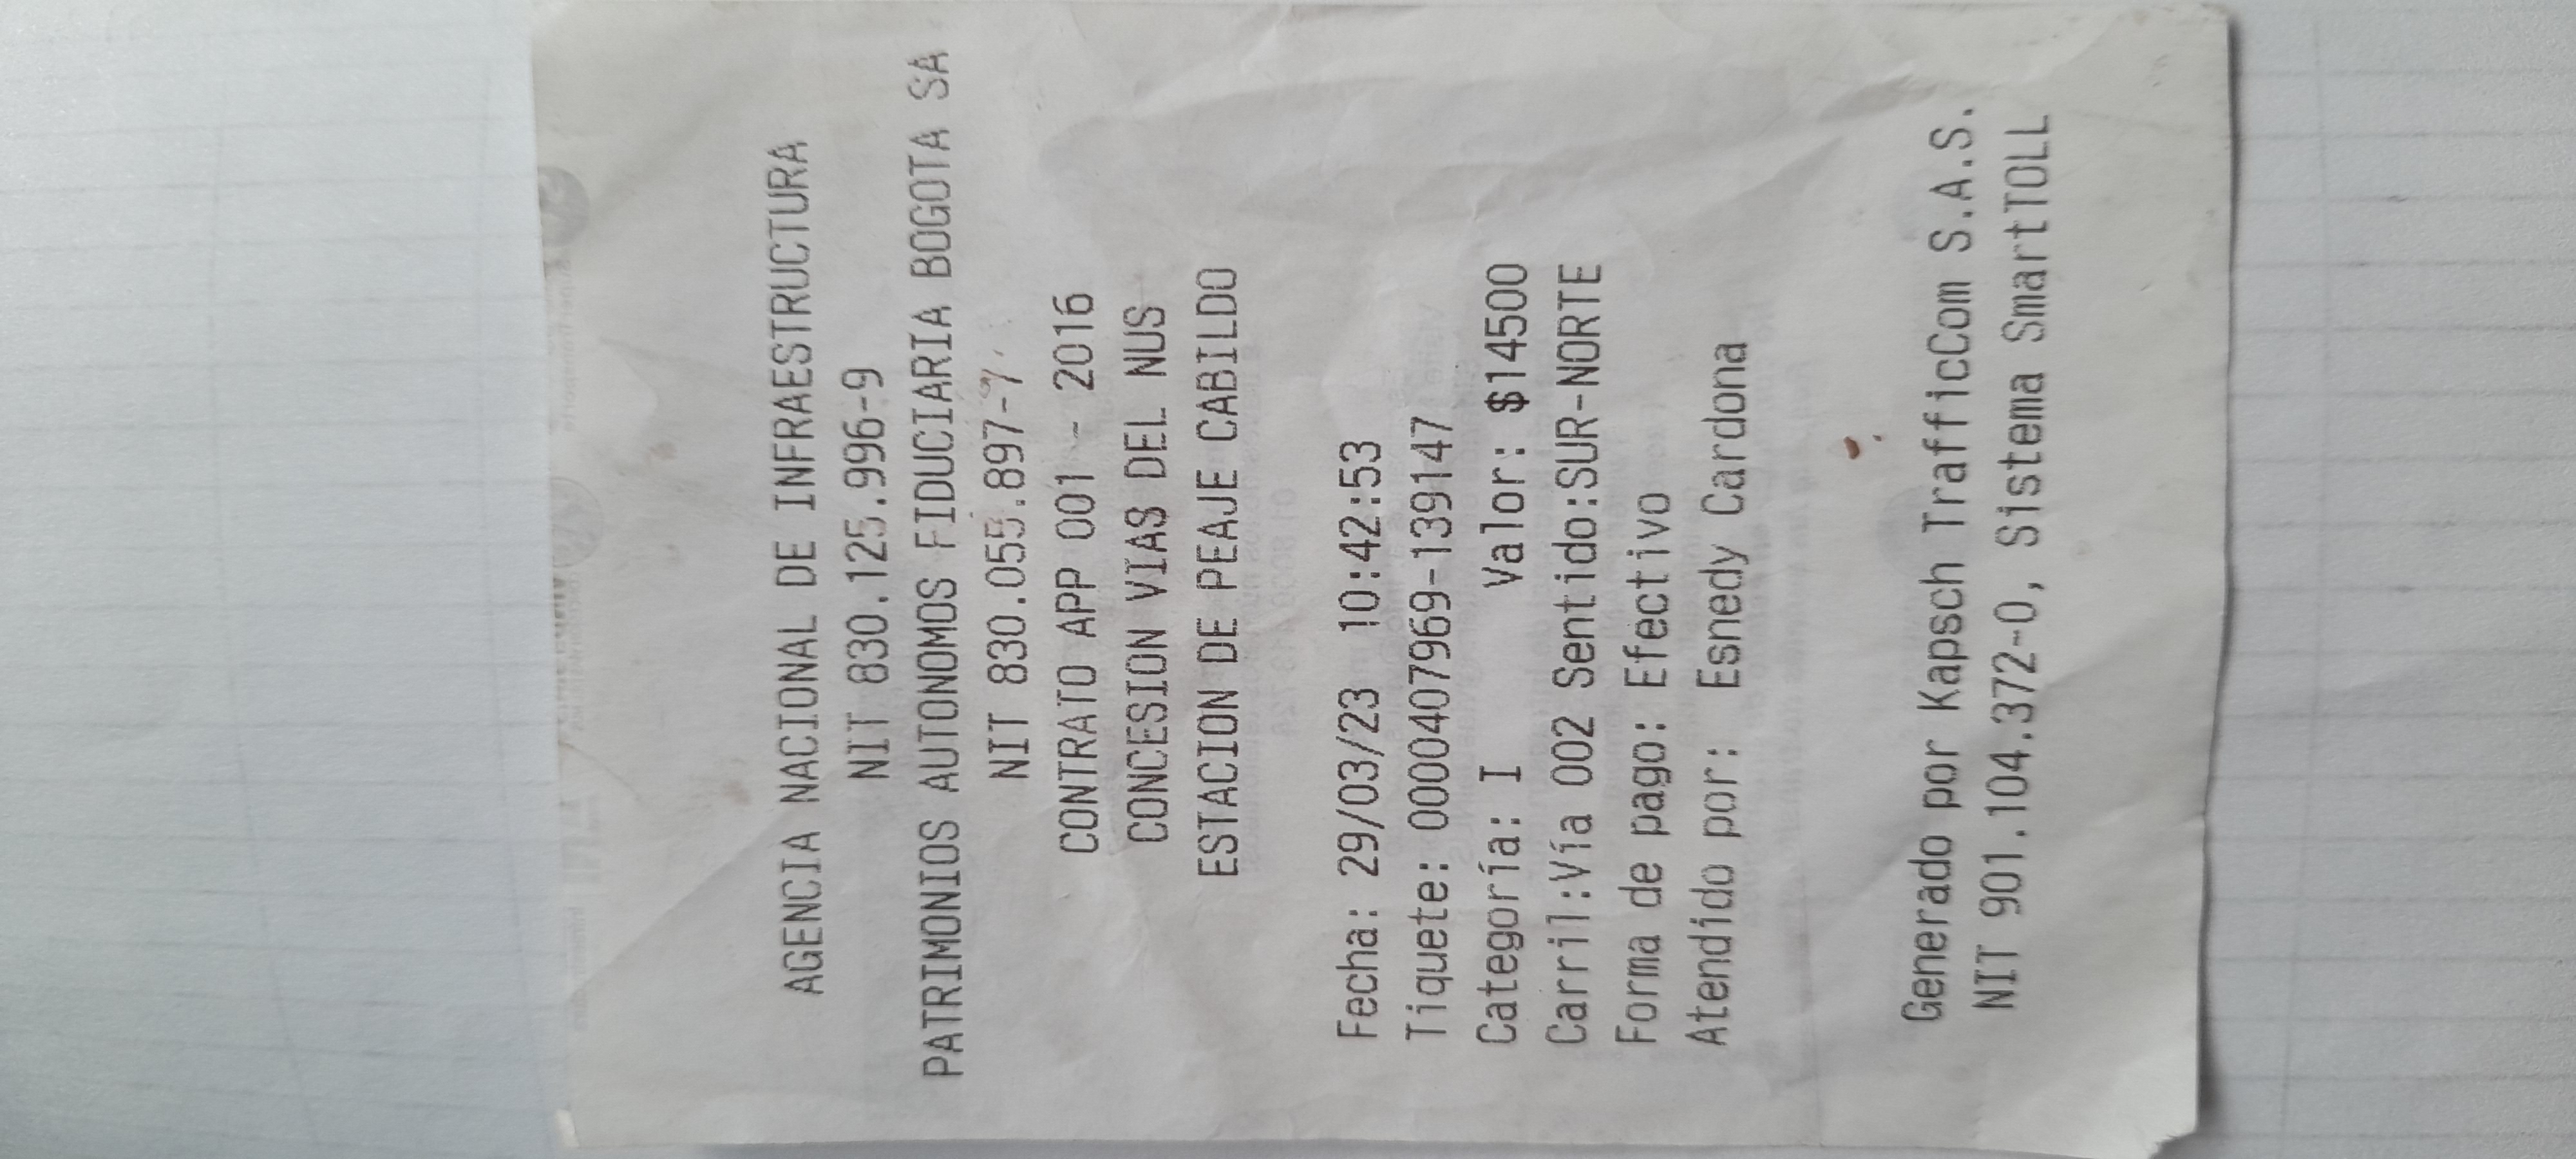 AGENCIA NACIONAL DE INFRAESTRUCTURA
NIT 830.125.996-9
PATRIMONIOS AUTONOMOS FIDUCIARIA BOGOTA SA
NIT 830.055.897-7
CONTRATO APP 001 - 2016
CONCESION VIAS DEL NUS
ESTACION DE PEAJE CABILDO
Fecha: 29/03/23 10:42:53
Tiquete: 0000407969-139147
Categoría: I Valor: $14500
Carril:Vía 002 Sentido:SUR-NORTE
Forma de pago: Efectivo
Atendido por: Esnedy Cardona
Generado por Kapsch TrafficCom S.A.S.
NIT 901.104.372-0, Sistema SmartTOLL